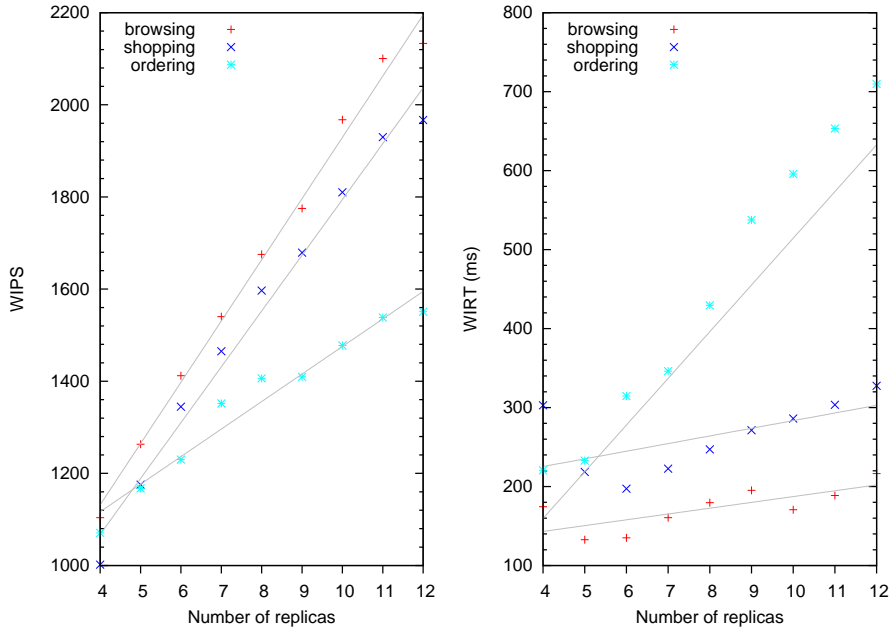 browsing
shopping
ordering
2200
2000
1800
1600
1400
1200
1000
WIPS
4 5 6 7 8 9 10 11 12
Number of replicas
browsing
shopping
ordering
800
700
600
500
400
300
200
100
WIRT (ms)
4 5 6 7 8 9 10 11 12
Number of replicas